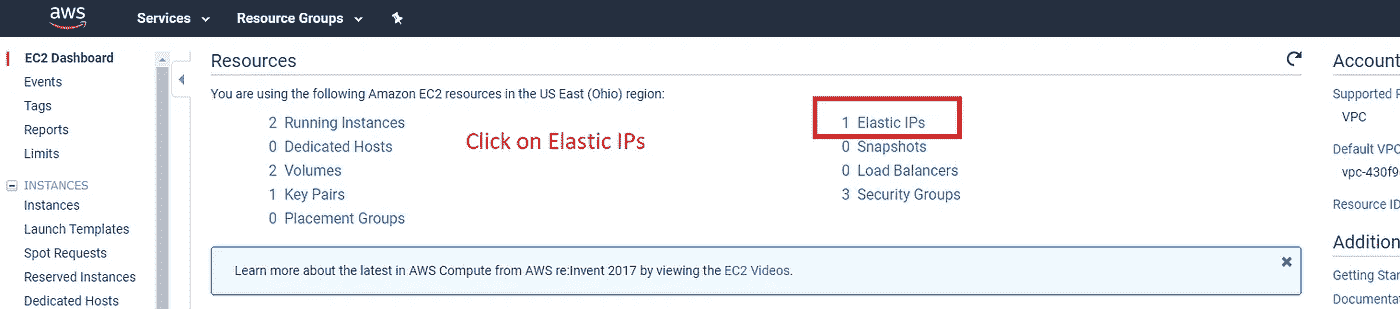 aws Services Resource Groups
EC2 Dashboard
Events
Tags
Reports
Limits
INSTANCES
Instances
Launch Templates
Spot Requests
Reserved Instances
Dedicated Hosts
Resources
You are using the following Amazon EC2 resources in the US East (Ohio) region:
2 Running Instances
0 Dedicated Hosts
2 Volumes
1 Key Pairs
0 Placement Groups
Click on Elastic IPs
1 Elastic IPs
0 Snapshots
0 Load Balancers
3 Security Groups
Learn more about the latest in AWS Compute from AWS re:Invent 2017 by viewing the EC2 Videos.
Account
Supported P
VPC
Default VPC
vpc-430f9
Resource ID
Addition
Getting Star
Documentat